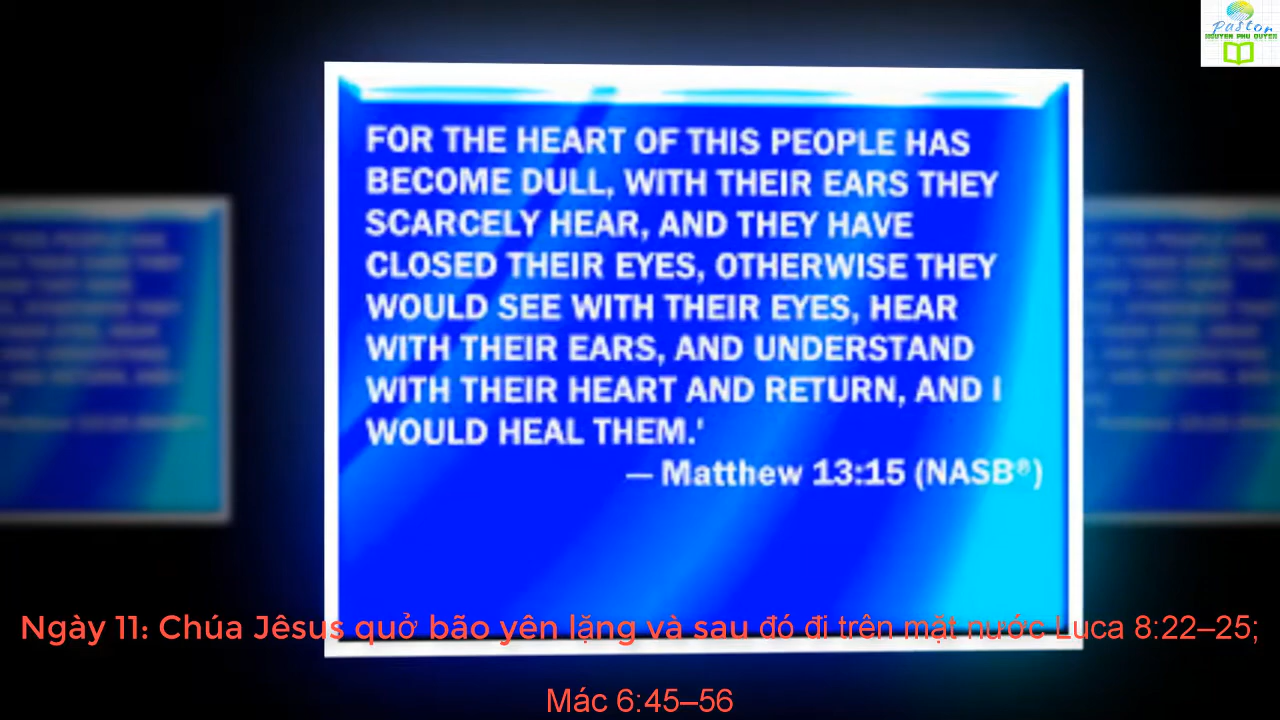 Pastor
NGUYEN PHU QUYEN
FOR THE HEART OF THIS PEOPLE HAS
BECOME DULL, WITH THEIR EARS THEY
SCARCELY HEAR, AND THEY HAVE
CLOSED THEIR EYES, OTHERWISE THEY
WOULD SEE WITH THEIR EYES, HEAR
WITH THEIR EARS, AND UNDERSTAND
WITH THEIR HEART AND RETURN, AND I
WOULD HEAL THEM.'
— Matthew 13:15 (NASB®)
Ngày 11: Chúa Jêsus quở bão yên lặng và sau đó đi trên mặt nước Luca 8:22–25;
Mác 6:45–56